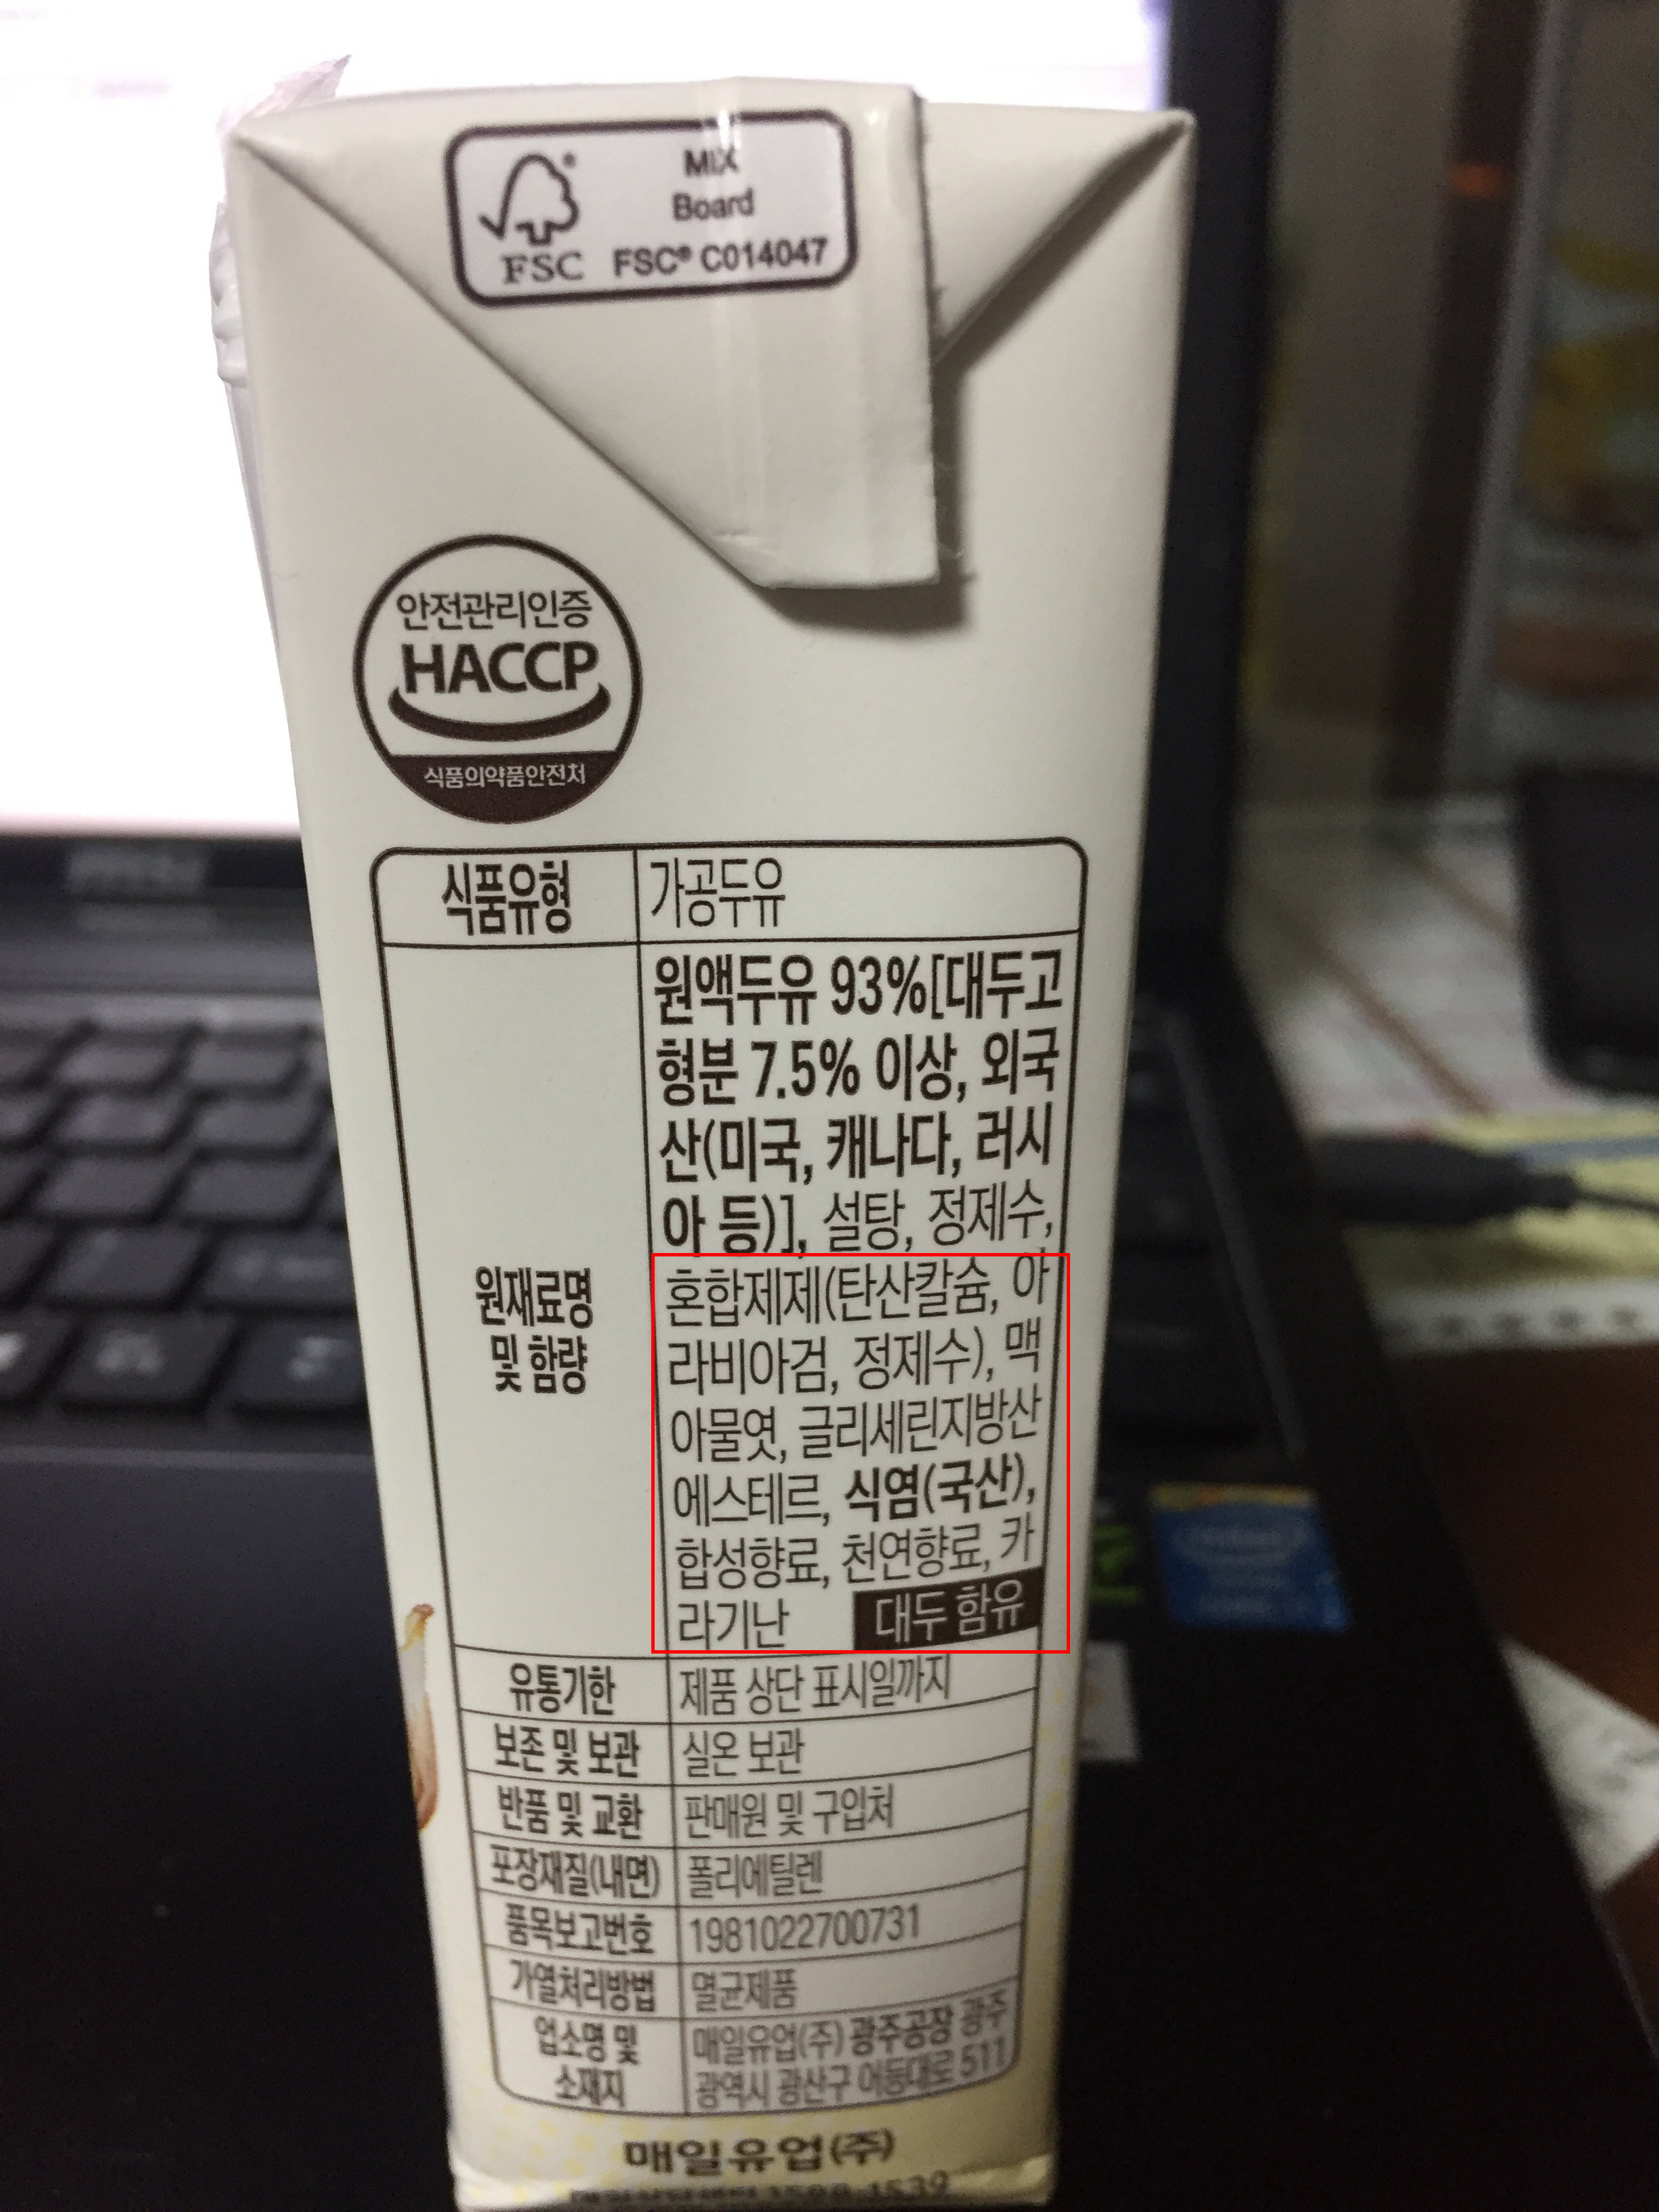 MIX
Board
FSC
FSC® C014047
안전관리인증
HACCP
식품의약품안전처
식품유형 가공두유
원재료명
및 함량
원액두유 93%[대두고
형분 7.5% 이상, 외국
산(미국, 캐나다, 러시
아 등)], 설탕, 정제수,
혼합제제(탄산칼슘, 아
라비아검, 정제수), 맥
아물엿, 글리세린지방산
에스테르, 식염(국산),
합성향료, 천연향료, 카
라기난 대두 함유
유통기한 제품 상단 표시일까지
보존 및 보관 실온 보관
반품 및 교환 판매원 및 구입처
포장재질(내면) 폴리에틸렌
품목보고번호 1981022700731
가열처리방법 멸균제품
업소명 및
소재지
매일유업(주) 광주공장 광주
광역시 광산구 어등대로 511
매일유업(주)